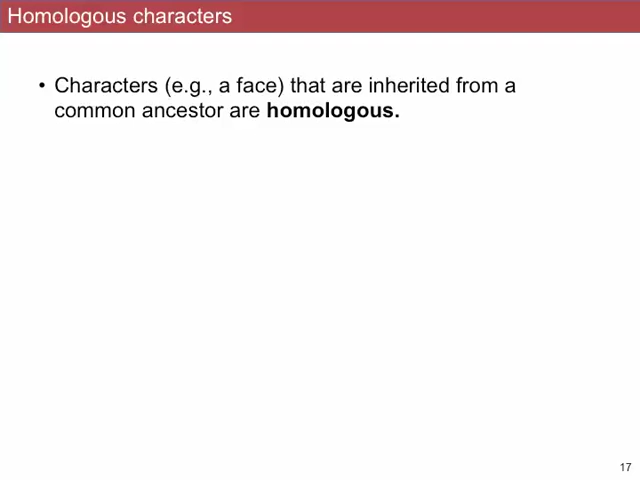 Homologous characters
• Characters (e.g., a face) that are inherited from a
common ancestor are homologous.
17